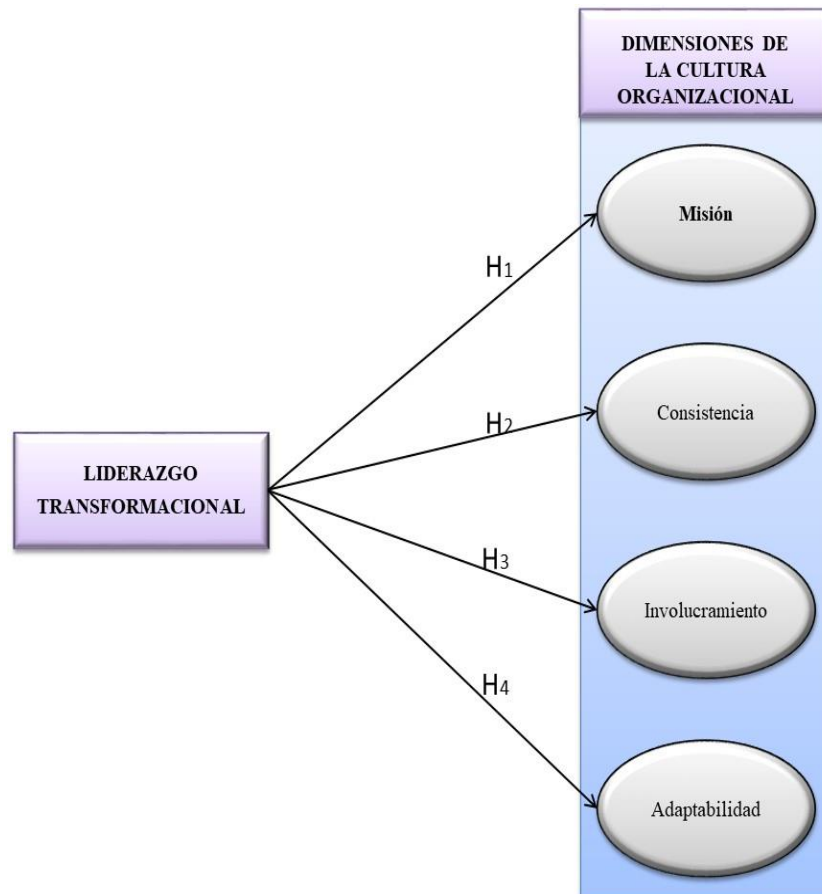 DIMENSIONES DE
LA CULTURA
ORGANIZACIONAL
Misión
H1
Consistencia
H2
LIDERAZGO
TRANSFORMACIONAL
H3
Involucramiento
H4
Adaptabilidad